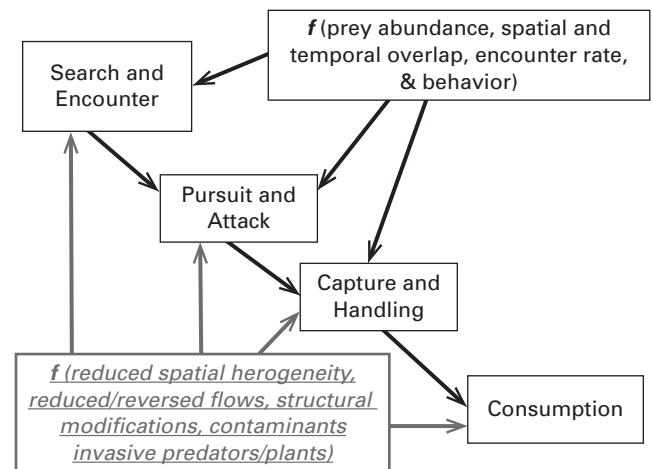 f (prey abundance, spatial and
temporal overlap, encounter rate,
& behavior)
Search and
Encounter
Pursuit and
Attack
Capture and
Handling
f (reduced spatial herogeneity,
reduced/reversed flows, structural
modifications, contaminants
invasive predators/plants)
Consumption